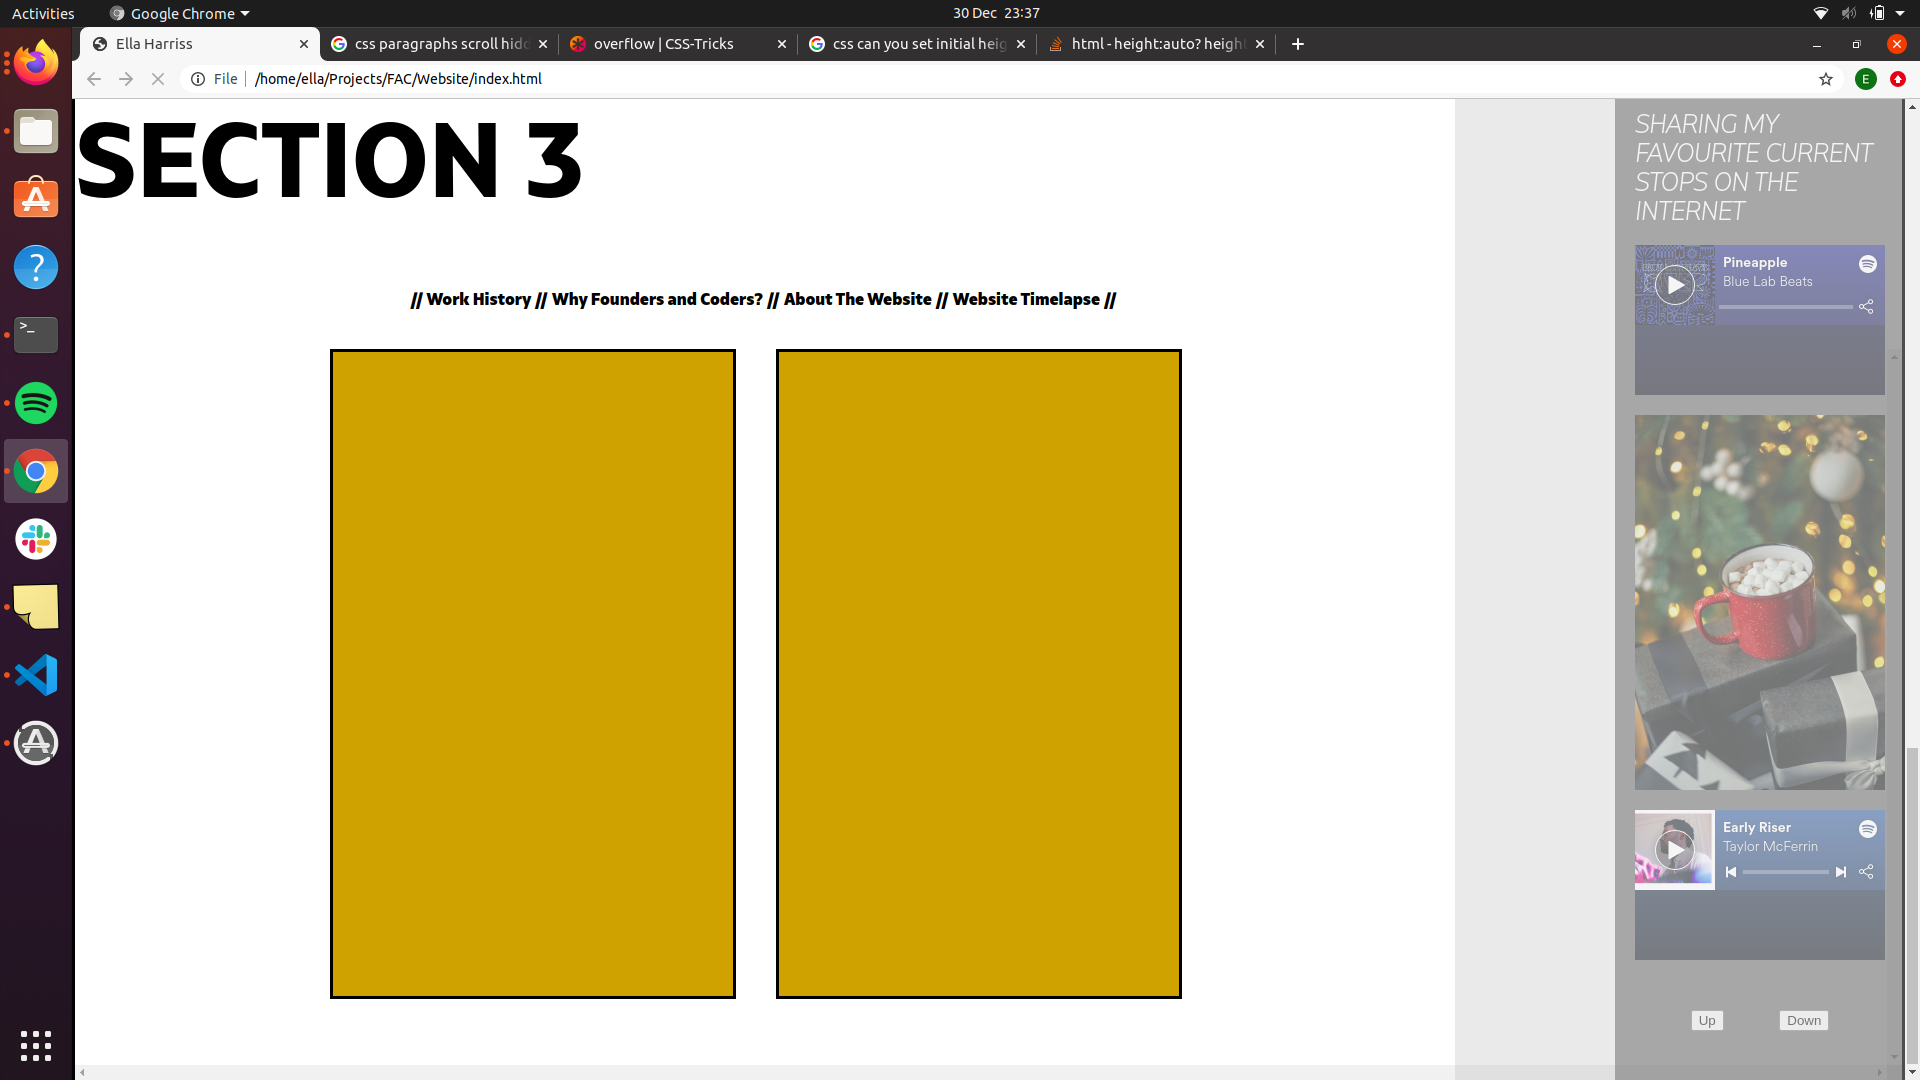 Activities
Google Chrome
30 Dec 23:37
Ella Harriss
css paragraphs scroll hidd
overflow | CSS-Tricks
css can you set initial heig
html - height:auto? height
File
/home/ella/Projects/FAC/Website/index.html
E
SECTION 3
// Work History // Why Founders and Coders? // About The Website // Website Timelapse //
SHARING MY
FAVOURITE CURRENT
STOPS ON THE
INTERNET
Pineapple
Blue Lab Beats
Early Riser
Taylor McFerrin
Up
Down